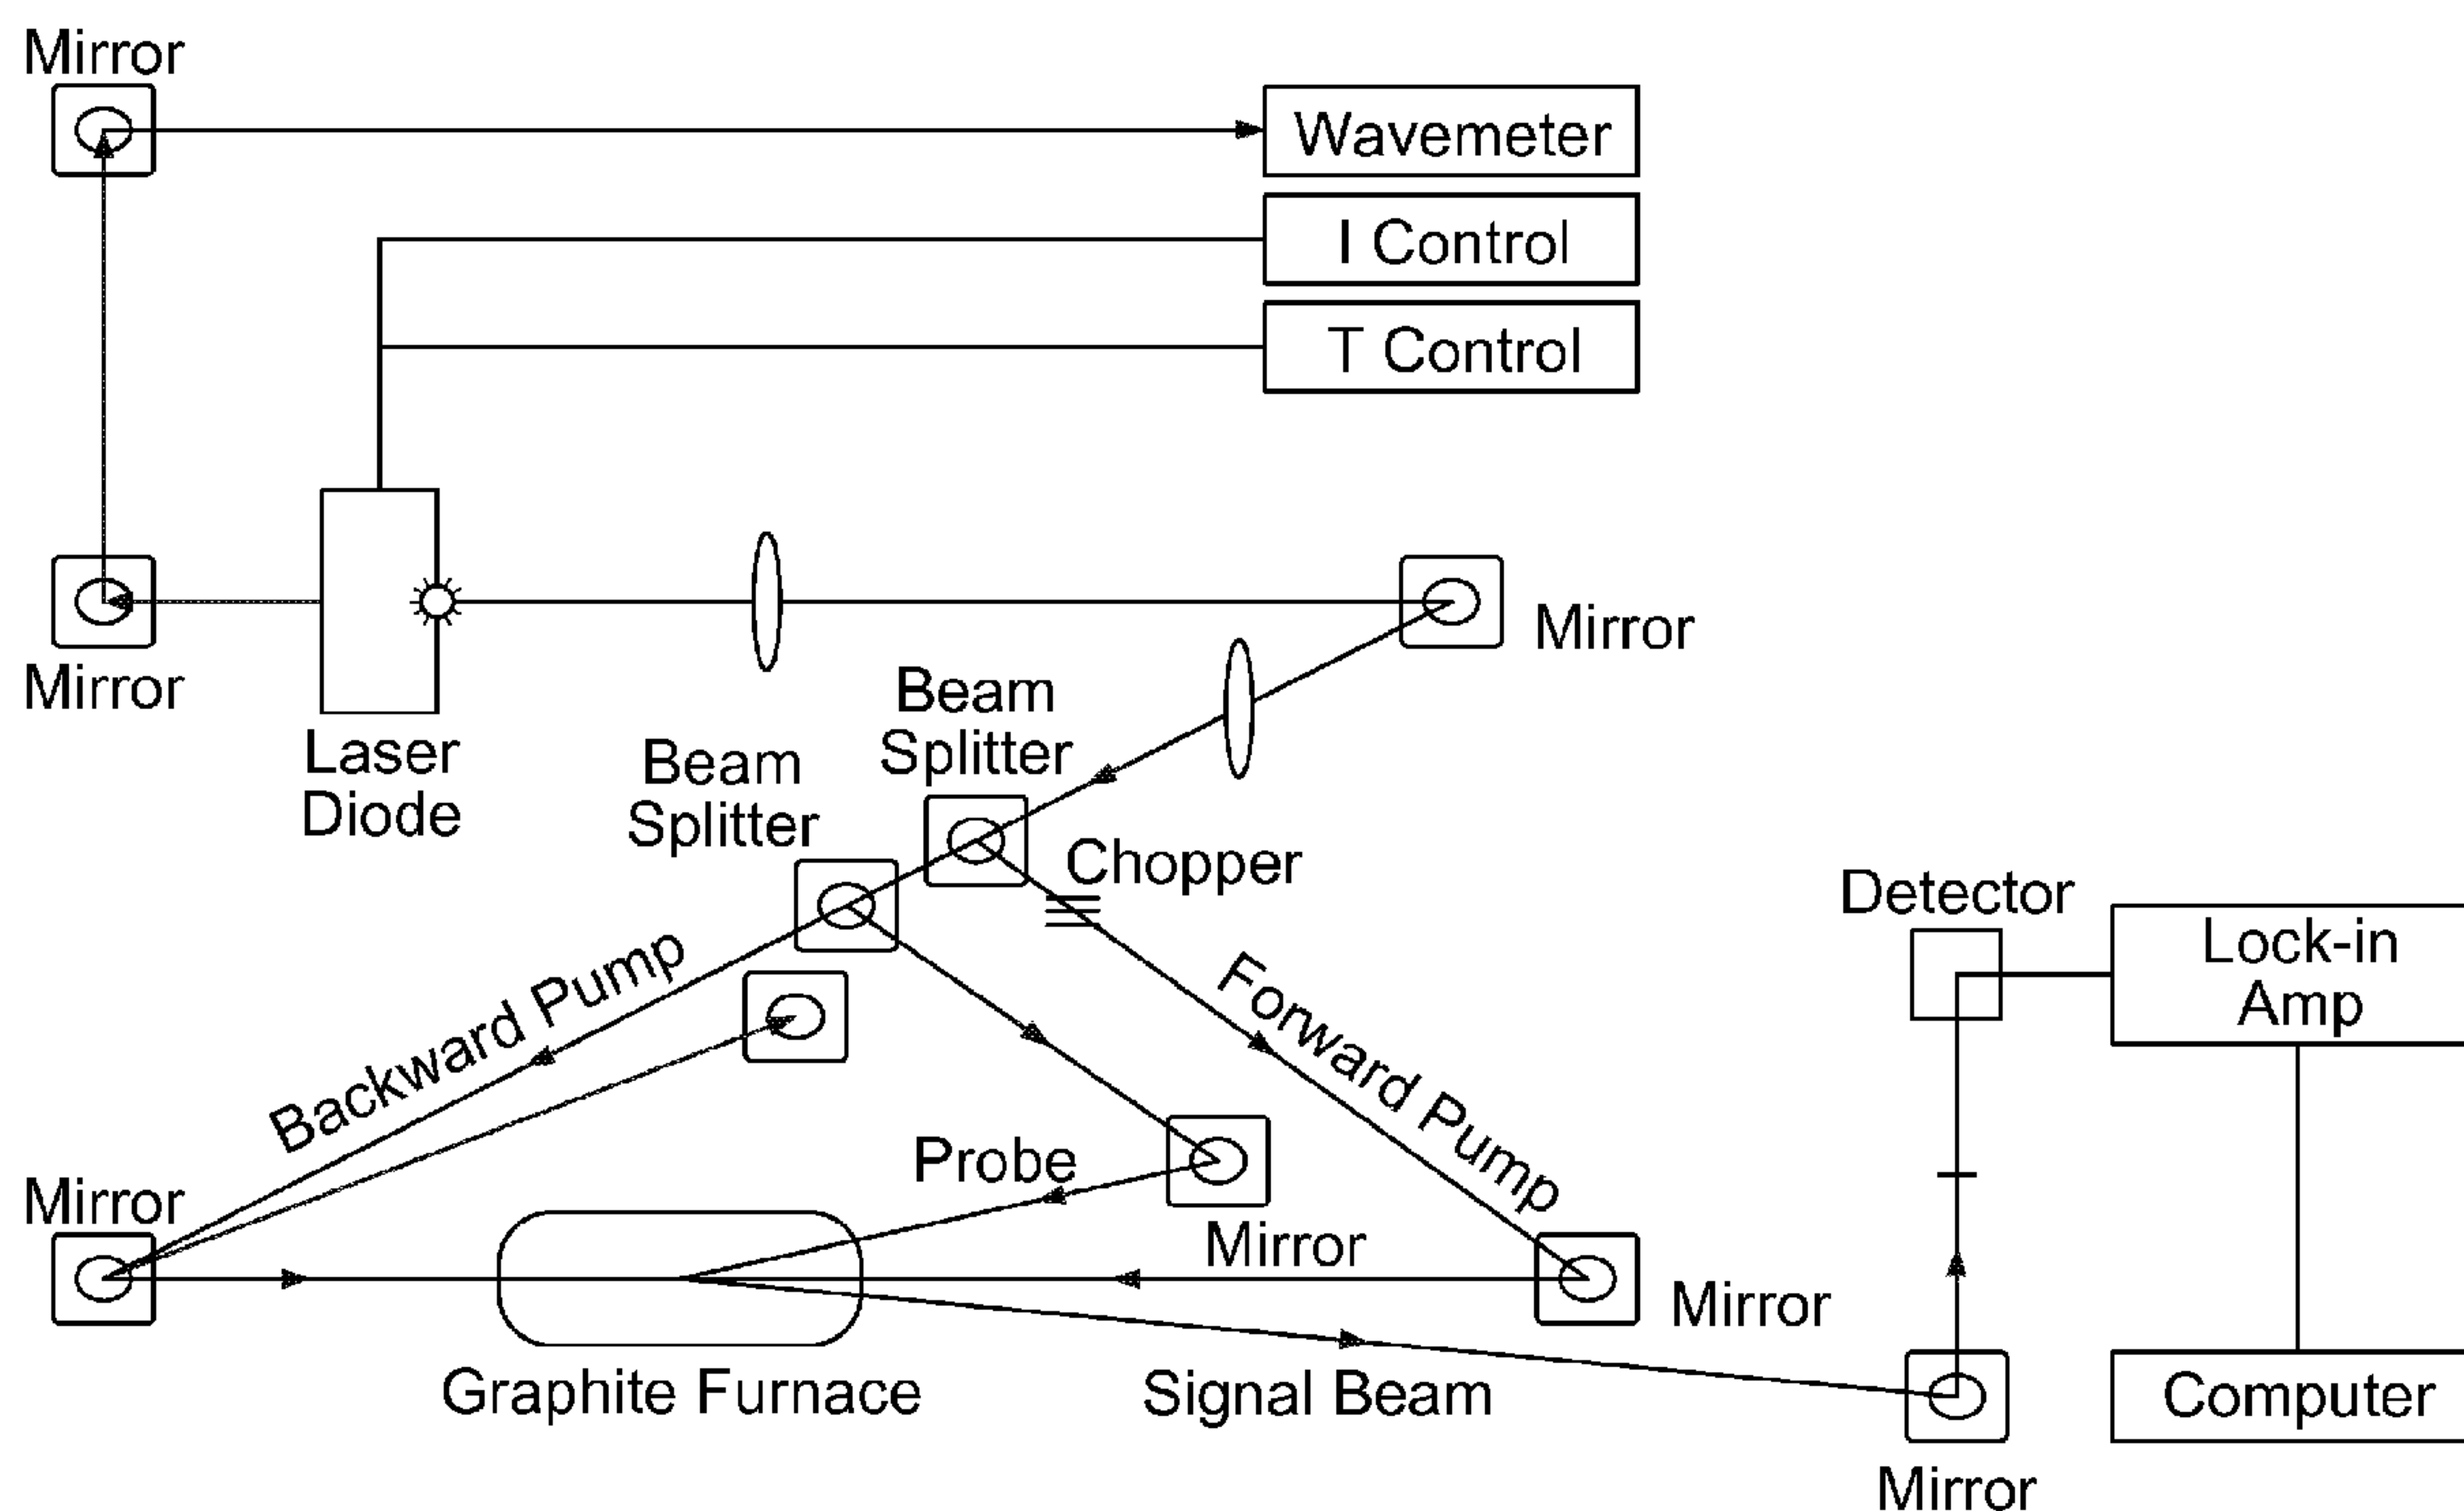 Mirror
Wavemeter
I Control
T Control
Mirror
Mirror
Laser
Diode
Beam
Splitter
Beam
Splitter
Chopper
Detector
Lock-in
Amp
Backward Pump
Forward Pump
Probe
Mirror
Mirror
Mirror
Graphite Furnace
Signal Beam
Computer
Mirror